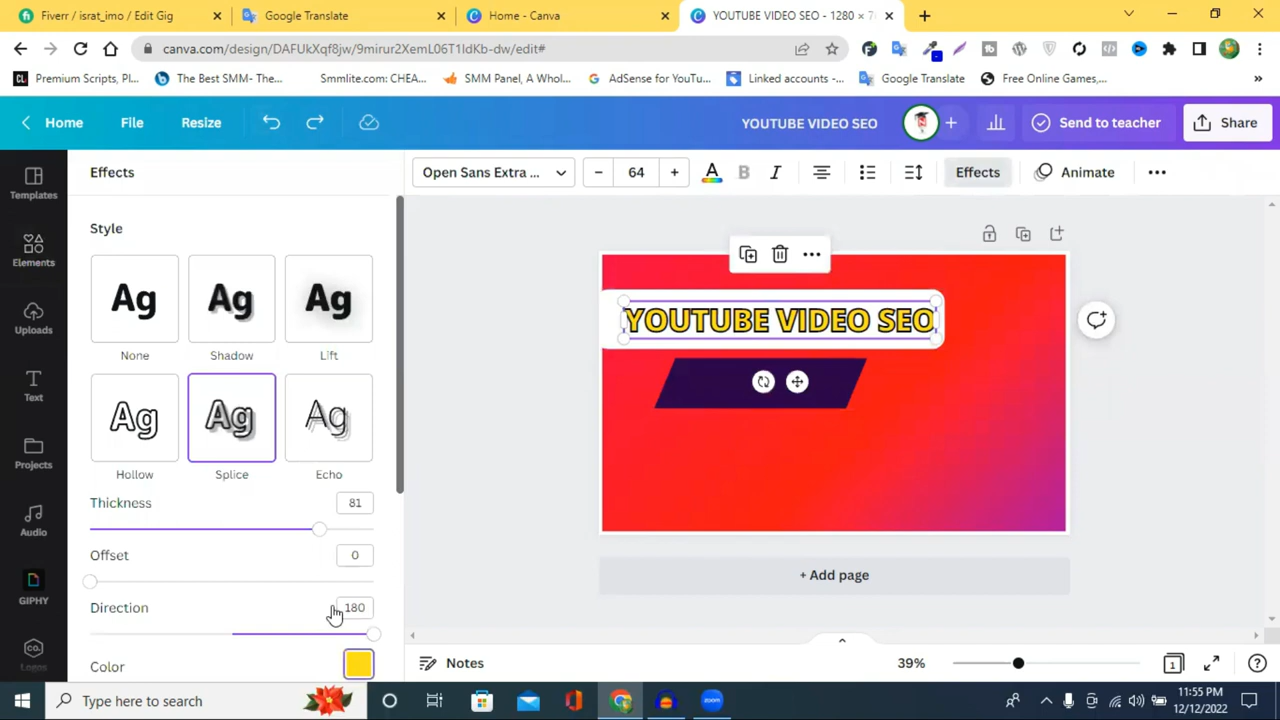 Fiverr / israt_imo / Edit Gig
Google Translate
Home - Canva
YOUTUBE VIDEO SEO - 1280 × 7
canva.com/design/DAFUkXqf8jw/9mirur2XemL06T1IdKb-dw/edit#
Premium Scripts, Pl...
The Best SMM- The...
Smmlite.com: CHEA...
SMM Panel, A Whol...
AdSense for YouTu...
Linked accounts -...
Google Translate
Free Online Games,...
Home
File
Resize
YOUTUBE VIDEO SEO
Send to teacher
Share
Templates
Elements
Uploads
Text
Projects
Audio
GIPHY
Logos
Effects
Open Sans Extra ...
64
Effects
Animate
Style
Ag
Ag
Ag
None
Shadow
Lift
Ag
Ag
Ag
Hollow
Splice
Echo
Thickness
81
Offset
0
Direction
180
Color
YOUTUBE VIDEO SEO
+ Add page
Notes
39%
1
Type here to search
zoom
11:55 PM
12/12/2022